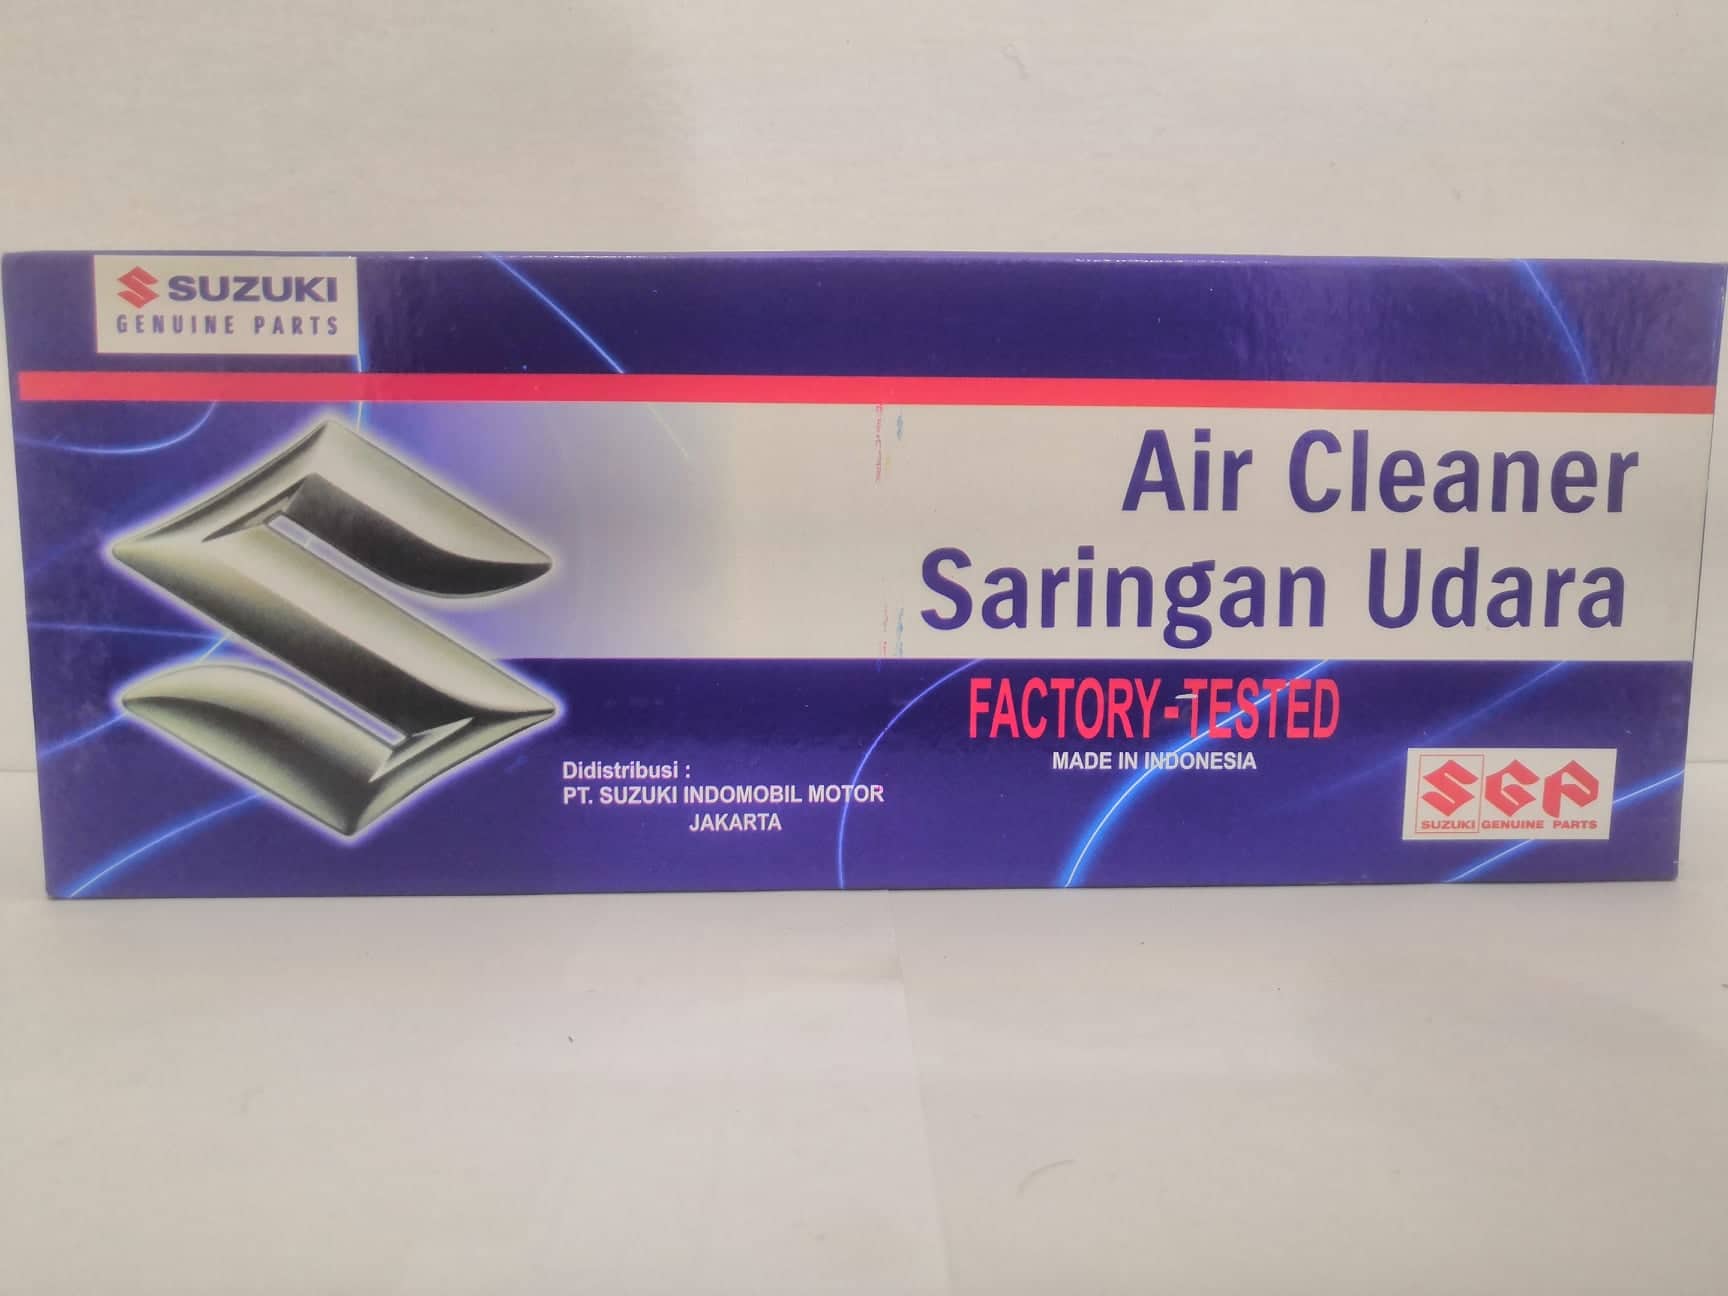 SUZUKI
GENUINE PARTS
Air Cleaner
Saringan Udara
FACTORY-TESTED
MADE IN INDONESIA
Didistribusi :
PT. SUZUKI INDOMOBIL MOTOR
JAKARTA
SGP
SUZUKI GENUINE PARTS